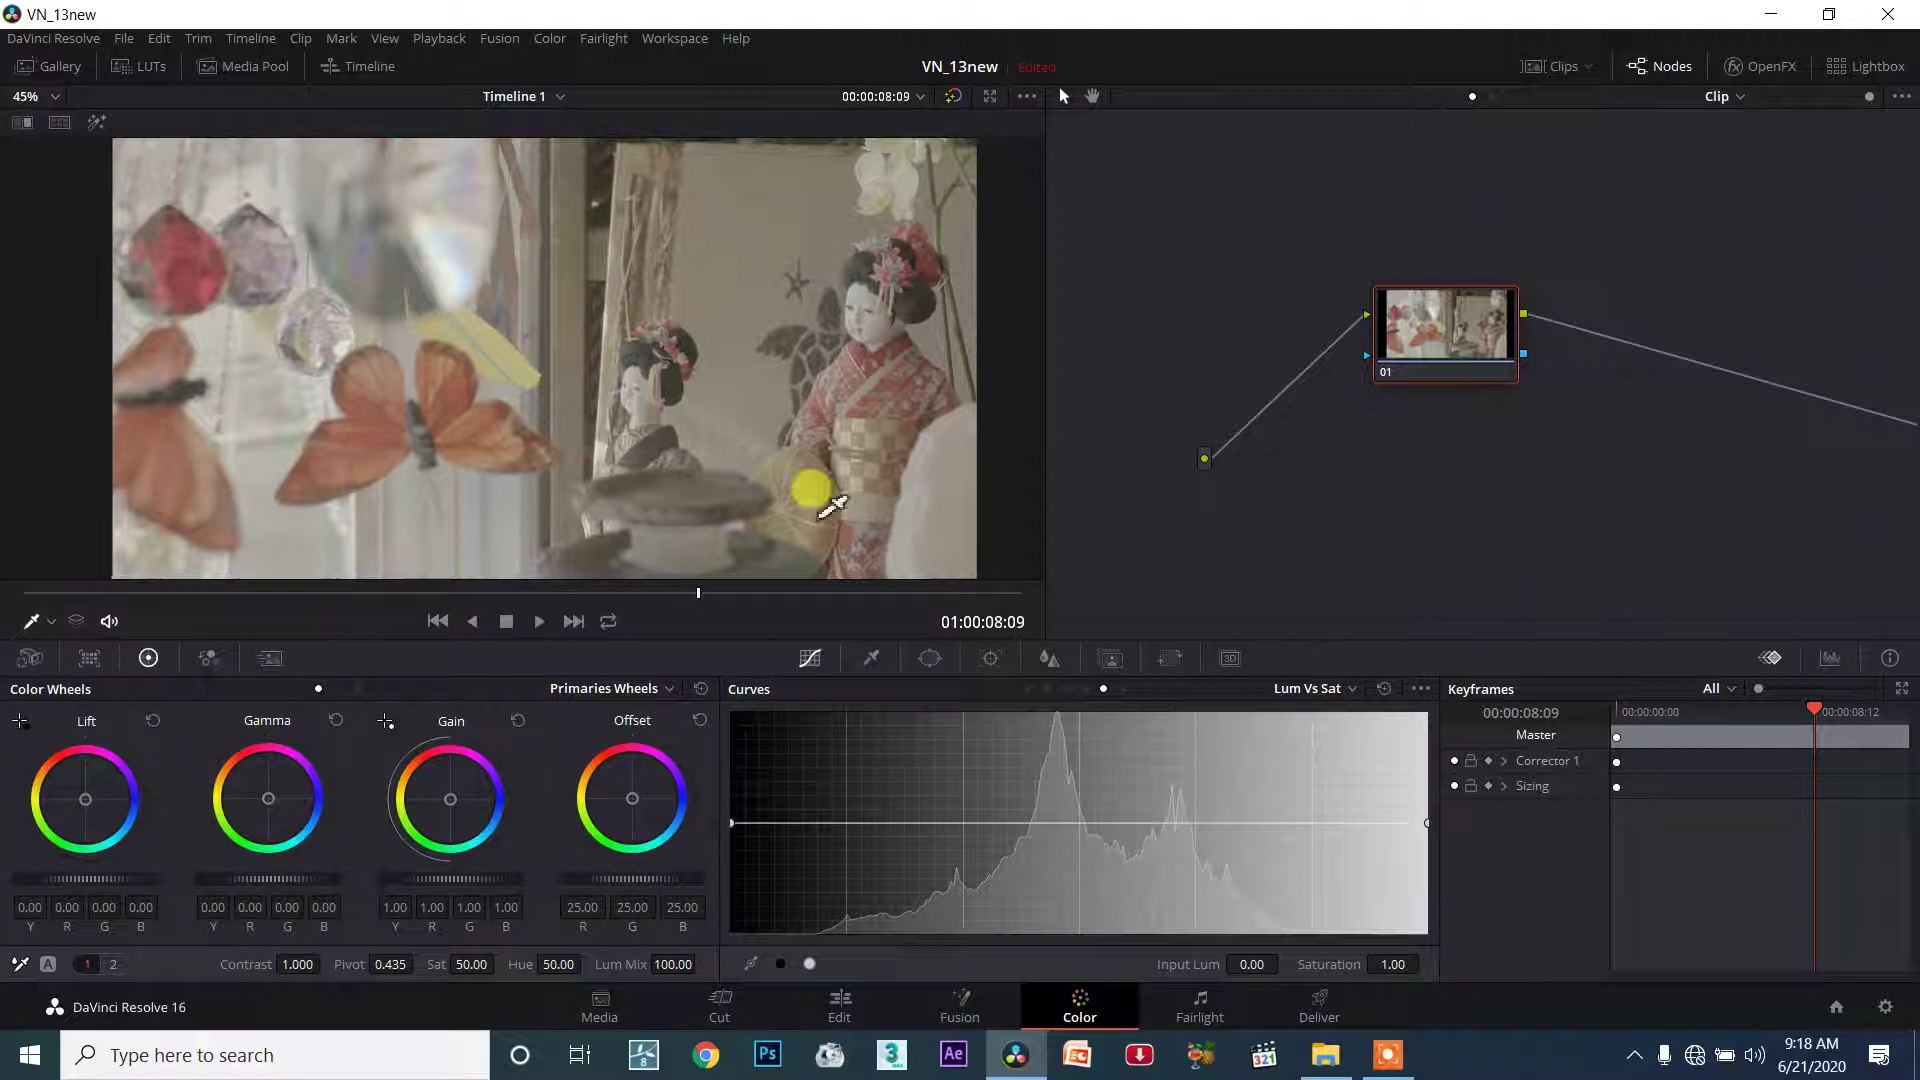 VN_13new
DaVinci Resolve File Edit Trim Timeline Clip Mark View Playback Fusion Color Fairlight Workspace Help
Gallery LUTs Media Pool Timeline VN_13new Edited Clips Nodes OpenFX Lightbox
45% Timeline 1 00:00:08:09 Clip
01
01:00:08:09
3D
Color Wheels Primaries Wheels Curves Lum Vs Sat Keyframes All
Lift Gamma Gain Offset
00:00:08:09 00:00:00:00 00:00:08:12
Master
Corrector 1
Sizing
0.00 0.00 0.00 0.00 0.00 0.00 0.00 0.00 1.00 1.00 1.00 1.00 25.00 25.00 25.00
Y R G B Y R G B Y R G B R G B
A 1 2 Contrast 1.000 Pivot 0.435 Sat 50.00 Hue 50.00 Lum Mix 100.00 Input Lum 0.00 Saturation 1.00
DaVinci Resolve 16 Media Cut Edit Fusion Color Fairlight Deliver
Type here to search 8 Ps 3 MAX Ae 321 9:18 AM
6/21/2020